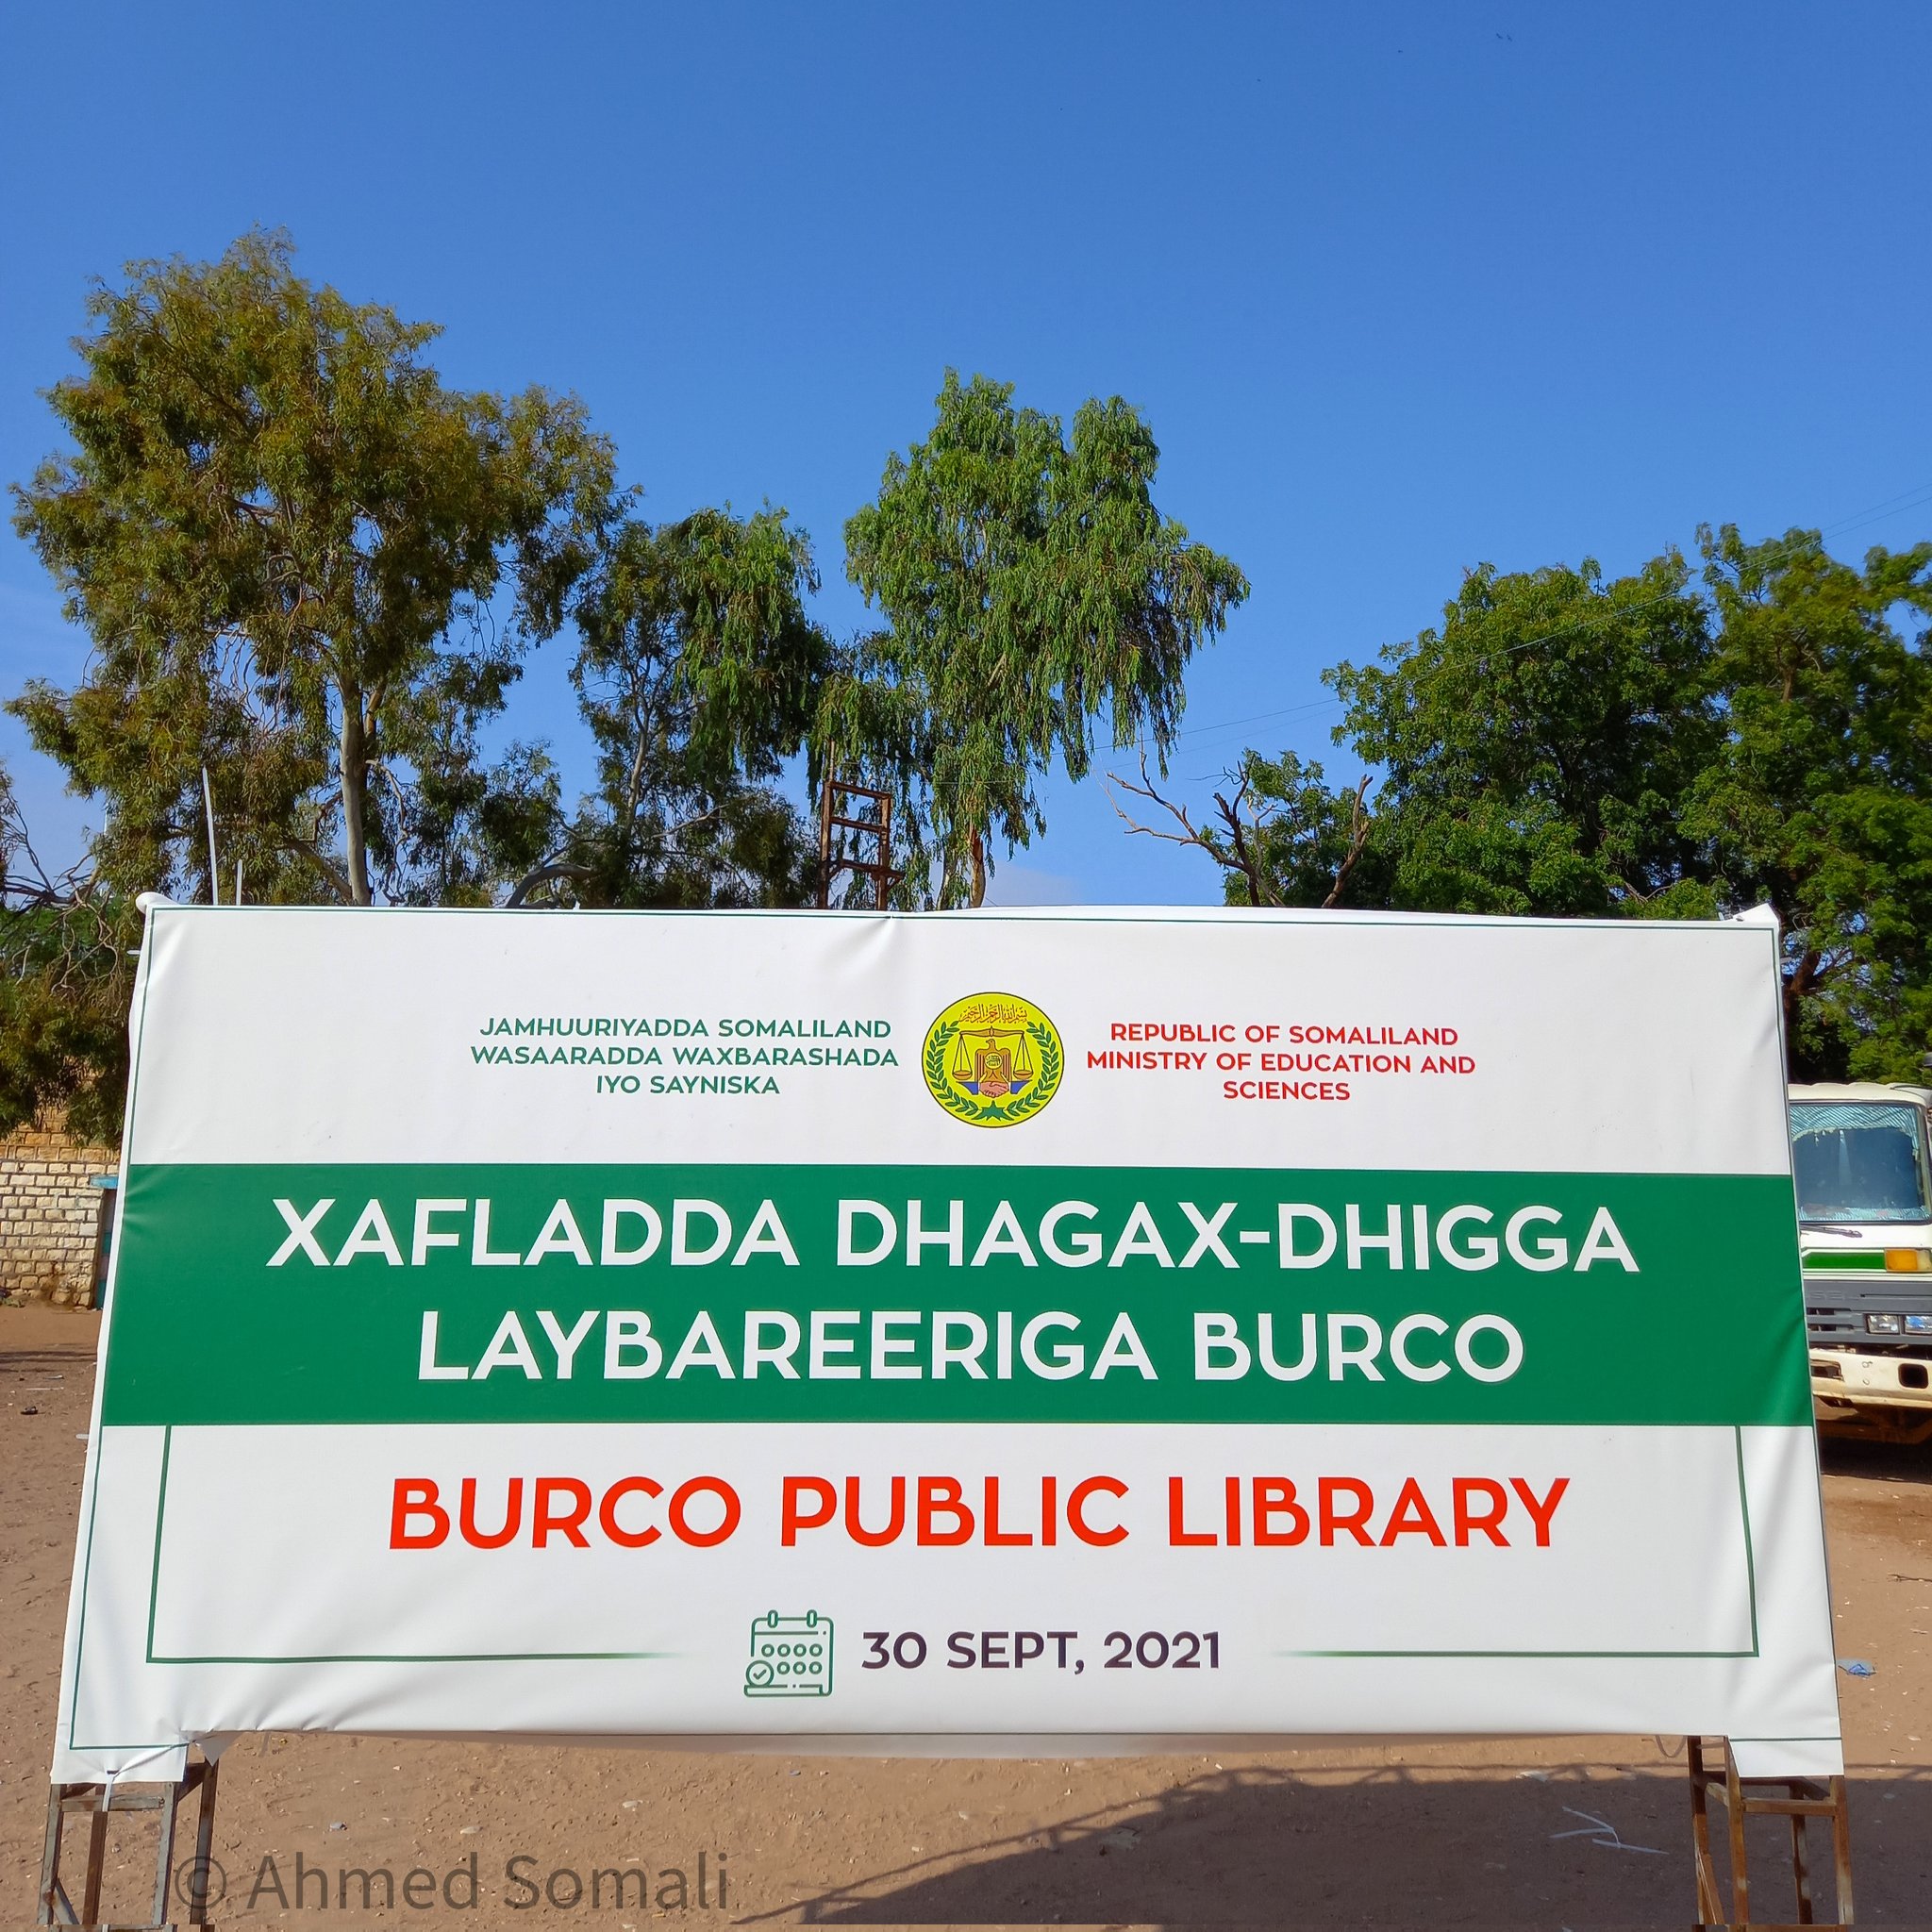 JAMHUURIYADDA SOMALILAND
WASAARADDA WAXBARASHADA
IYO SAYNISKA
REPUBLIC OF SOMALILAND
MINISTRY OF EDUCATION AND
SCIENCES
XAFLADDA DHAGAX-DHIGGA
LAYBAREERIGA BURCO
BURCO PUBLIC LIBRARY
30 SEPT, 2021
© Ahmed Somali